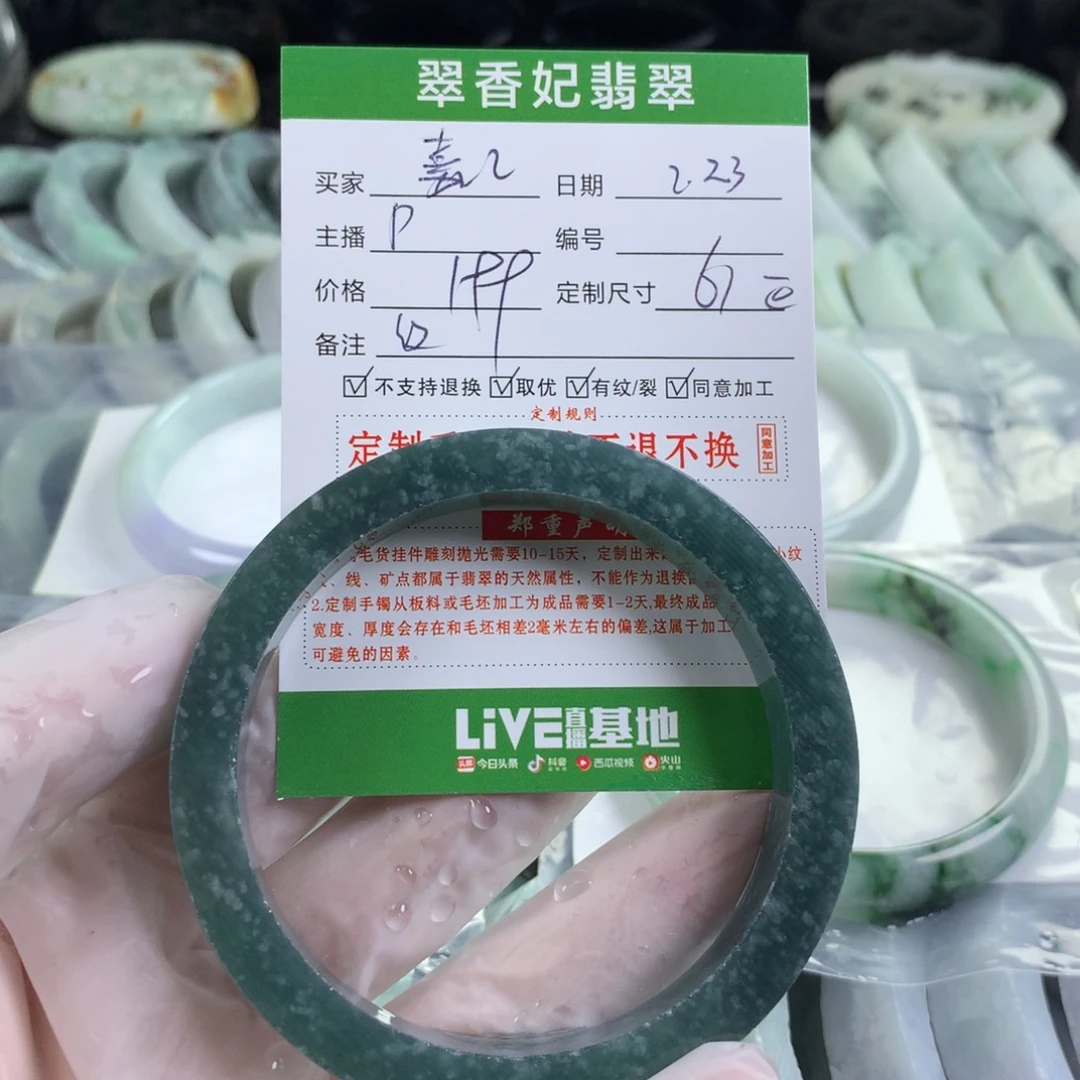 翠香妃翡翠
买家 日期 2.23
主播 P 编号
价格 199 定制尺寸 61
备注
☑不支持退换 ☑取优 ☑有纹/裂 ☑同意加工
定制规则
定制 退不换 同意加工
郑重声明
毛货挂件雕刻抛光需要10-15天，定制出来 小纹
、线、矿点都属于翡翠的天然属性，不能作为退换
2.定制手镯从板料或毛坯加工为成品需要1-2天,最终成品
宽度、厚度会存在和毛坯相差2毫米左右的偏差,这属于加工
可避免的因素.
LiVE直播基地
头条 今日头条 抖音 西瓜视频 火山